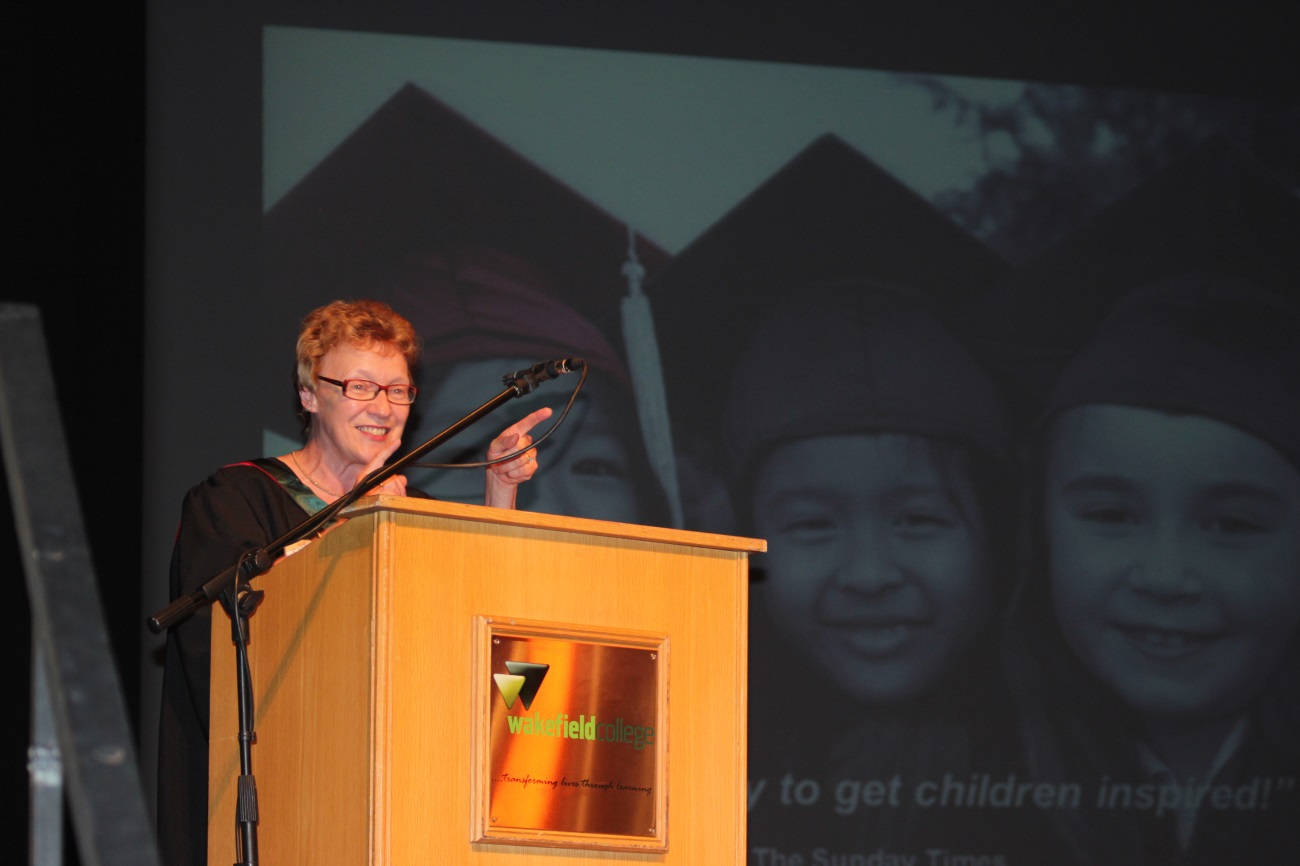 wakefieldcollege
...transforming lives through learning
y to get children inspired!"
The Sunday Times